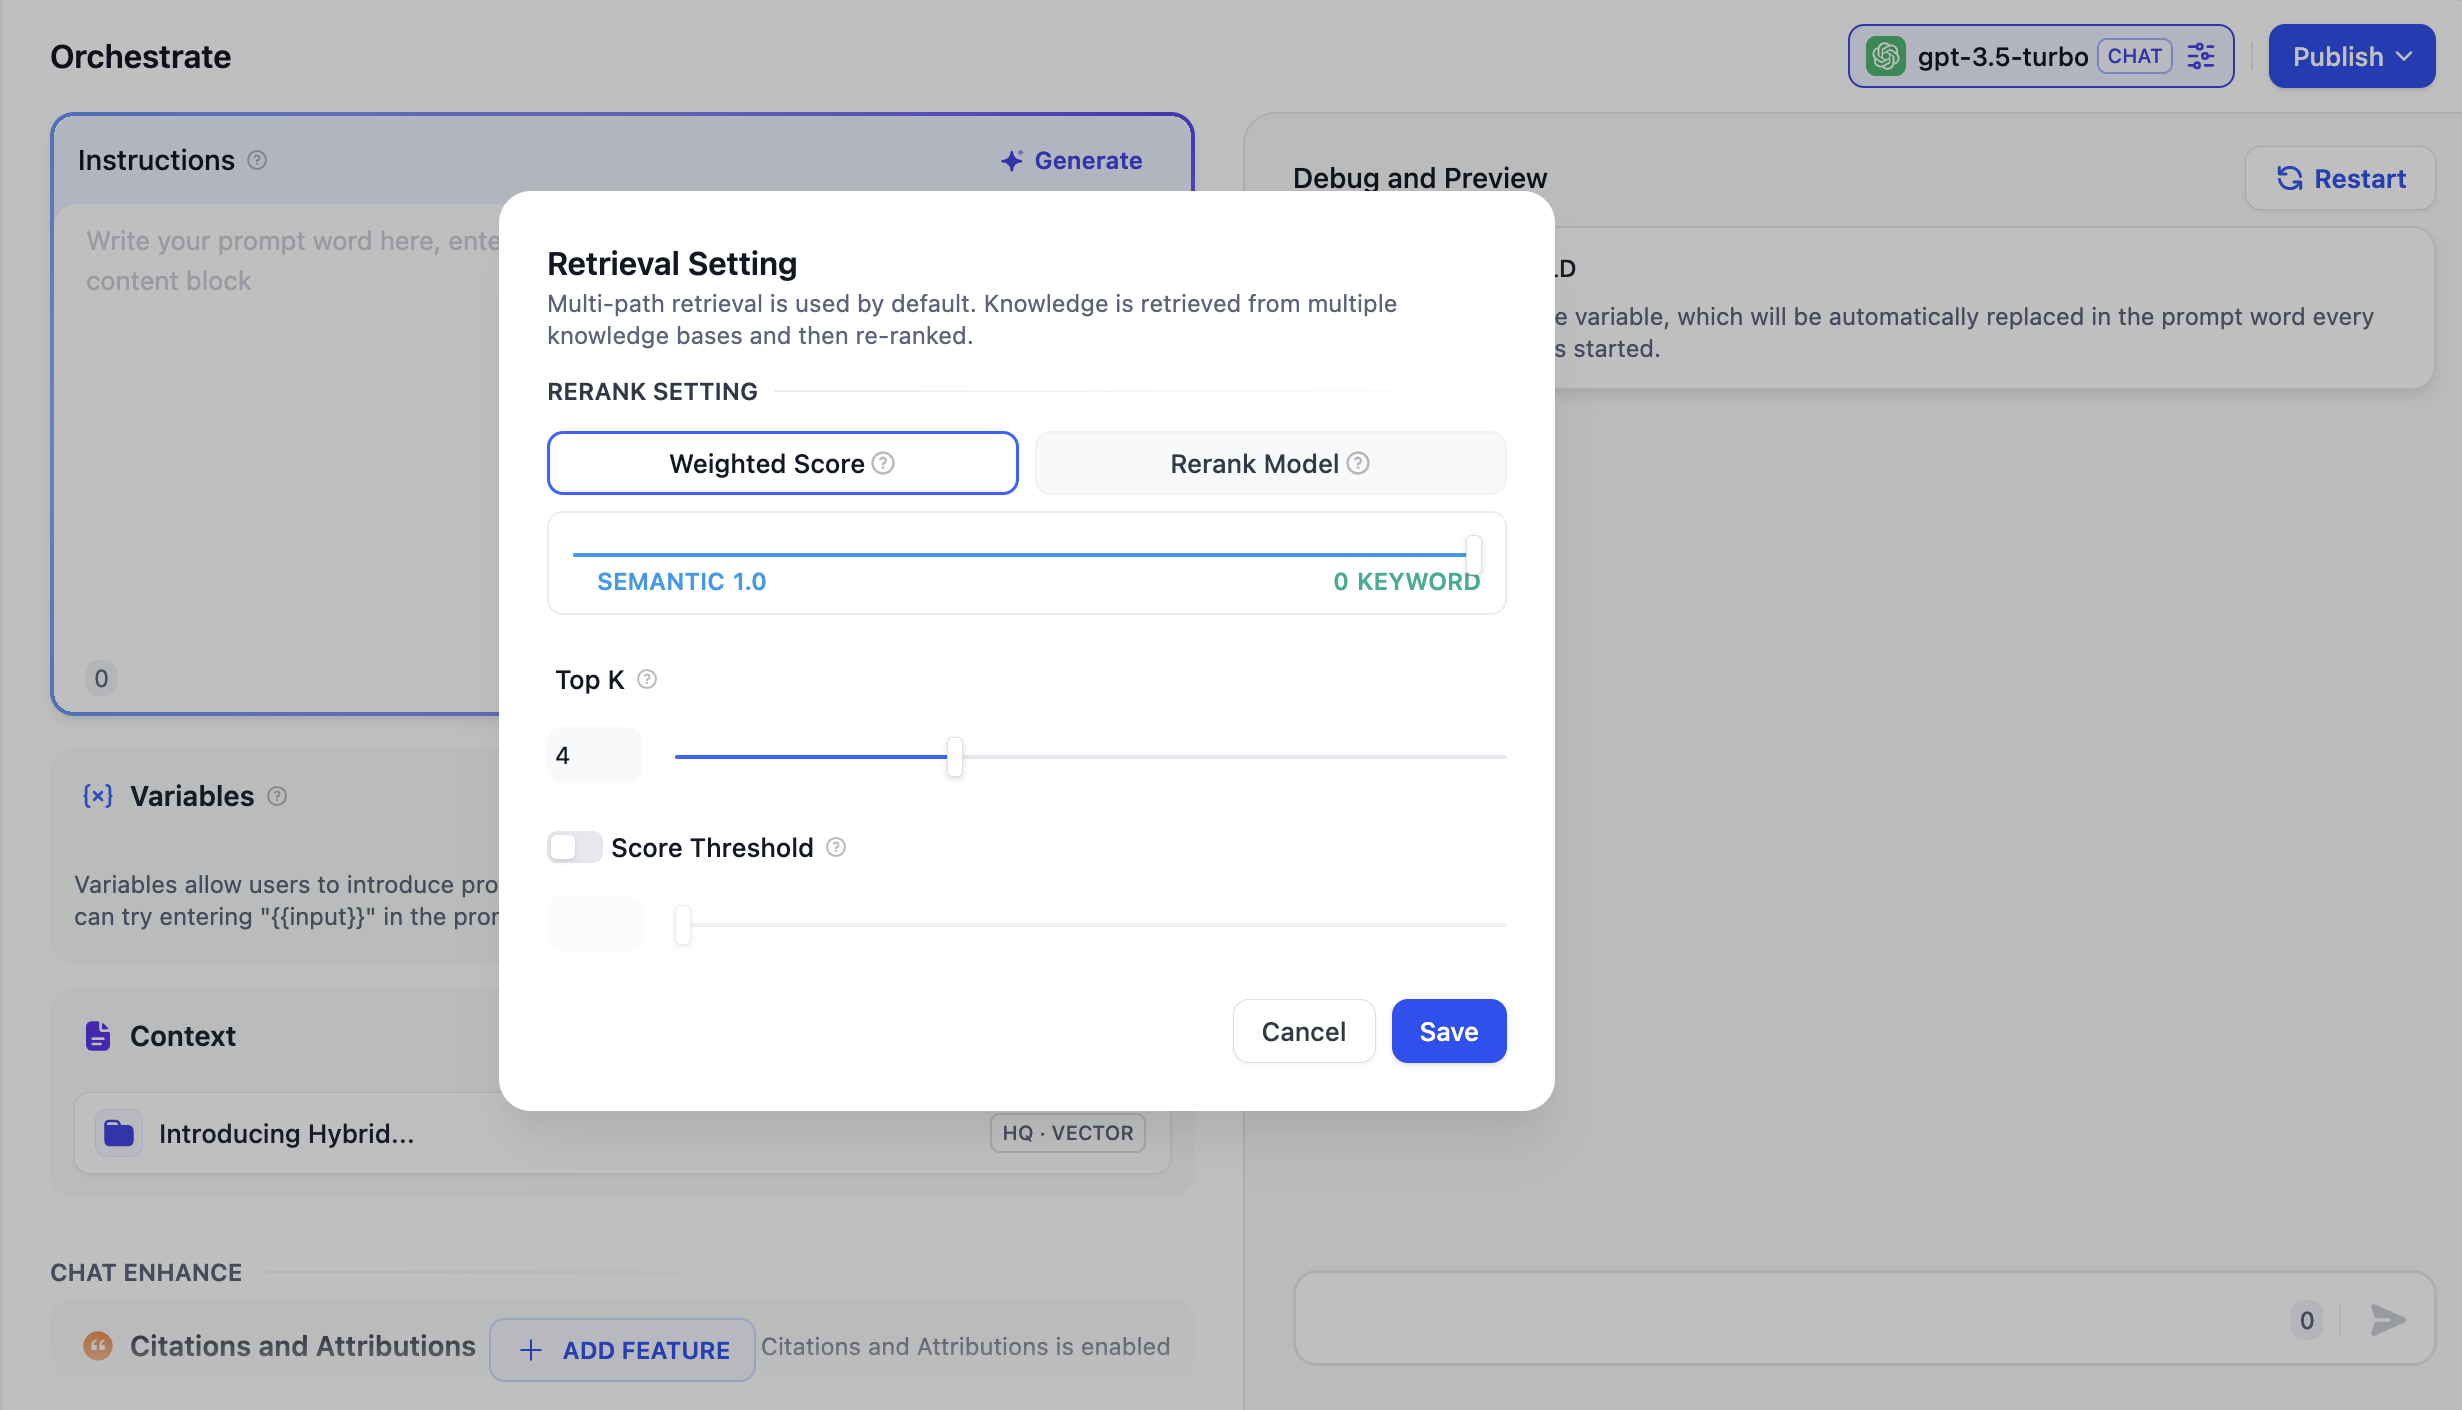 Orchestrate
gpt-3.5-turbo CHAT
Publish
Instructions
Generate
Write your prompt word here, ente
content block
0
Debug and Preview
Restart
LD
e variable, which will be automatically replaced in the prompt word every
s started.
Retrieval Setting
Multi-path retrieval is used by default. Knowledge is retrieved from multiple
knowledge bases and then re-ranked.
RERANK SETTING
Weighted Score
Rerank Model
SEMANTIC 1.0
0 KEYWORD
Top K
4
Score Threshold
Cancel
Save
{x} Variables
Variables allow users to introduce pro
can try entering "{{input}}" in the pror
Context
Introducing Hybrid...
HQ · VECTOR
CHAT ENHANCE
Citations and Attributions
+ ADD FEATURE
Citations and Attributions is enabled
0